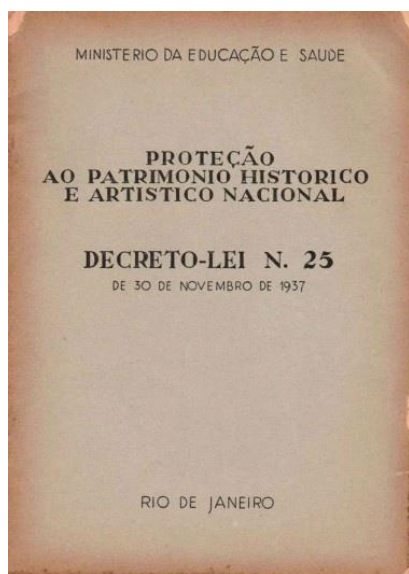 MINISTERIO DA EDUCAÇÃO E SAUDE
PROTEÇÃO
AO PATRIMONIO HISTORICO
E ARTISTICO NACIONAL
DECRETO-LEI N. 25
DE 30 DE NOVEMBRO DE 1937
RIO DE JANEIRO